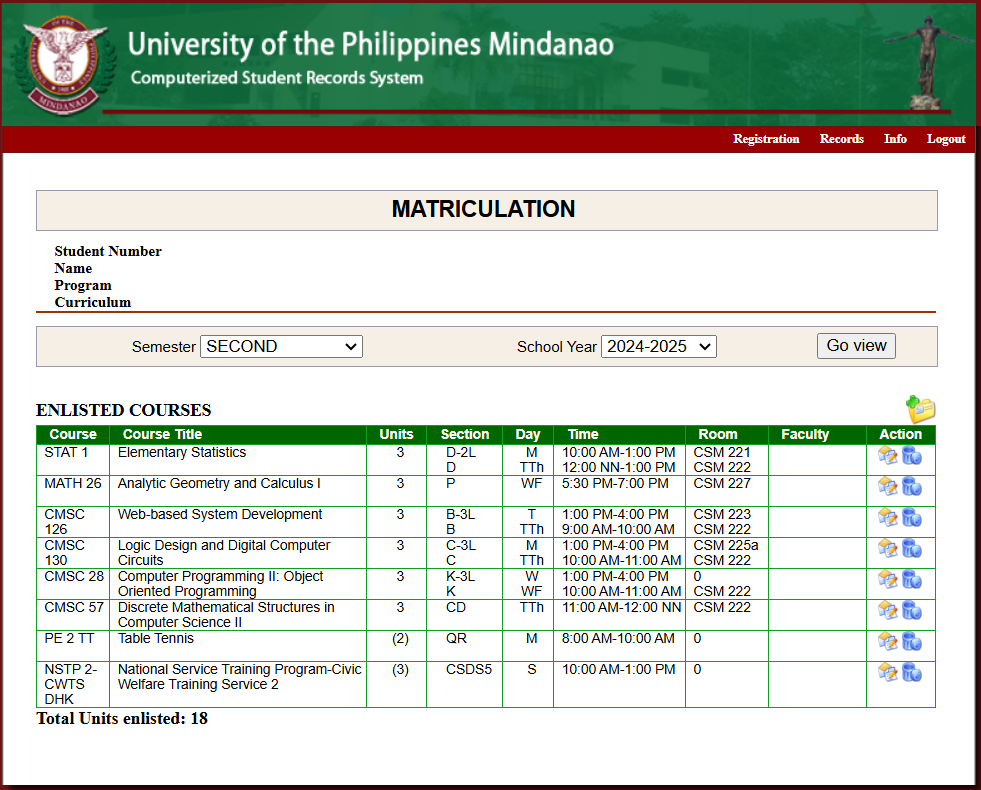 University of the Philippines Mindanao
Computerized Student Records System
MINDANAO
Registration Records Info Logout
MATRICULATION
Student Number
Name
Program
Curriculum
Semester SECOND School Year 2024-2025 Go view
ENLISTED COURSES
Course Course Title Units Section Day Time Room Faculty Action
STAT 1 Elementary Statistics 3 D-2L M 10:00 AM-1:00 PM CSM 221
D TTh 12:00 NN-1:00 PM CSM 222
MATH 26 Analytic Geometry and Calculus I 3 P WF 5:30 PM-7:00 PM CSM 227
CMSC Web-based System Development 3 B-3L T 1:00 PM-4:00 PM CSM 223
126 B TTh 9:00 AM-10:00 AM CSM 222
CMSC Logic Design and Digital Computer 3 C-3L M 1:00 PM-4:00 PM CSM 225a
130 Circuits C TTh 10:00 AM-11:00 AM CSM 222
CMSC 28 Computer Programming II: Object 3 K-3L W 1:00 PM-4:00 PM 0
Oriented Programming K WF 10:00 AM-11:00 AM CSM 222
CMSC 57 Discrete Mathematical Structures in 3 CD TTh 11:00 AM-12:00 NN CSM 222
Computer Science II
PE 2 TT Table Tennis (2) QR M 8:00 AM-10:00 AM 0
NSTP 2- National Service Training Program-Civic (3) CSDS5 S 10:00 AM-1:00 PM 0
CWTS Welfare Training Service 2
DHK
Total Units enlisted: 18